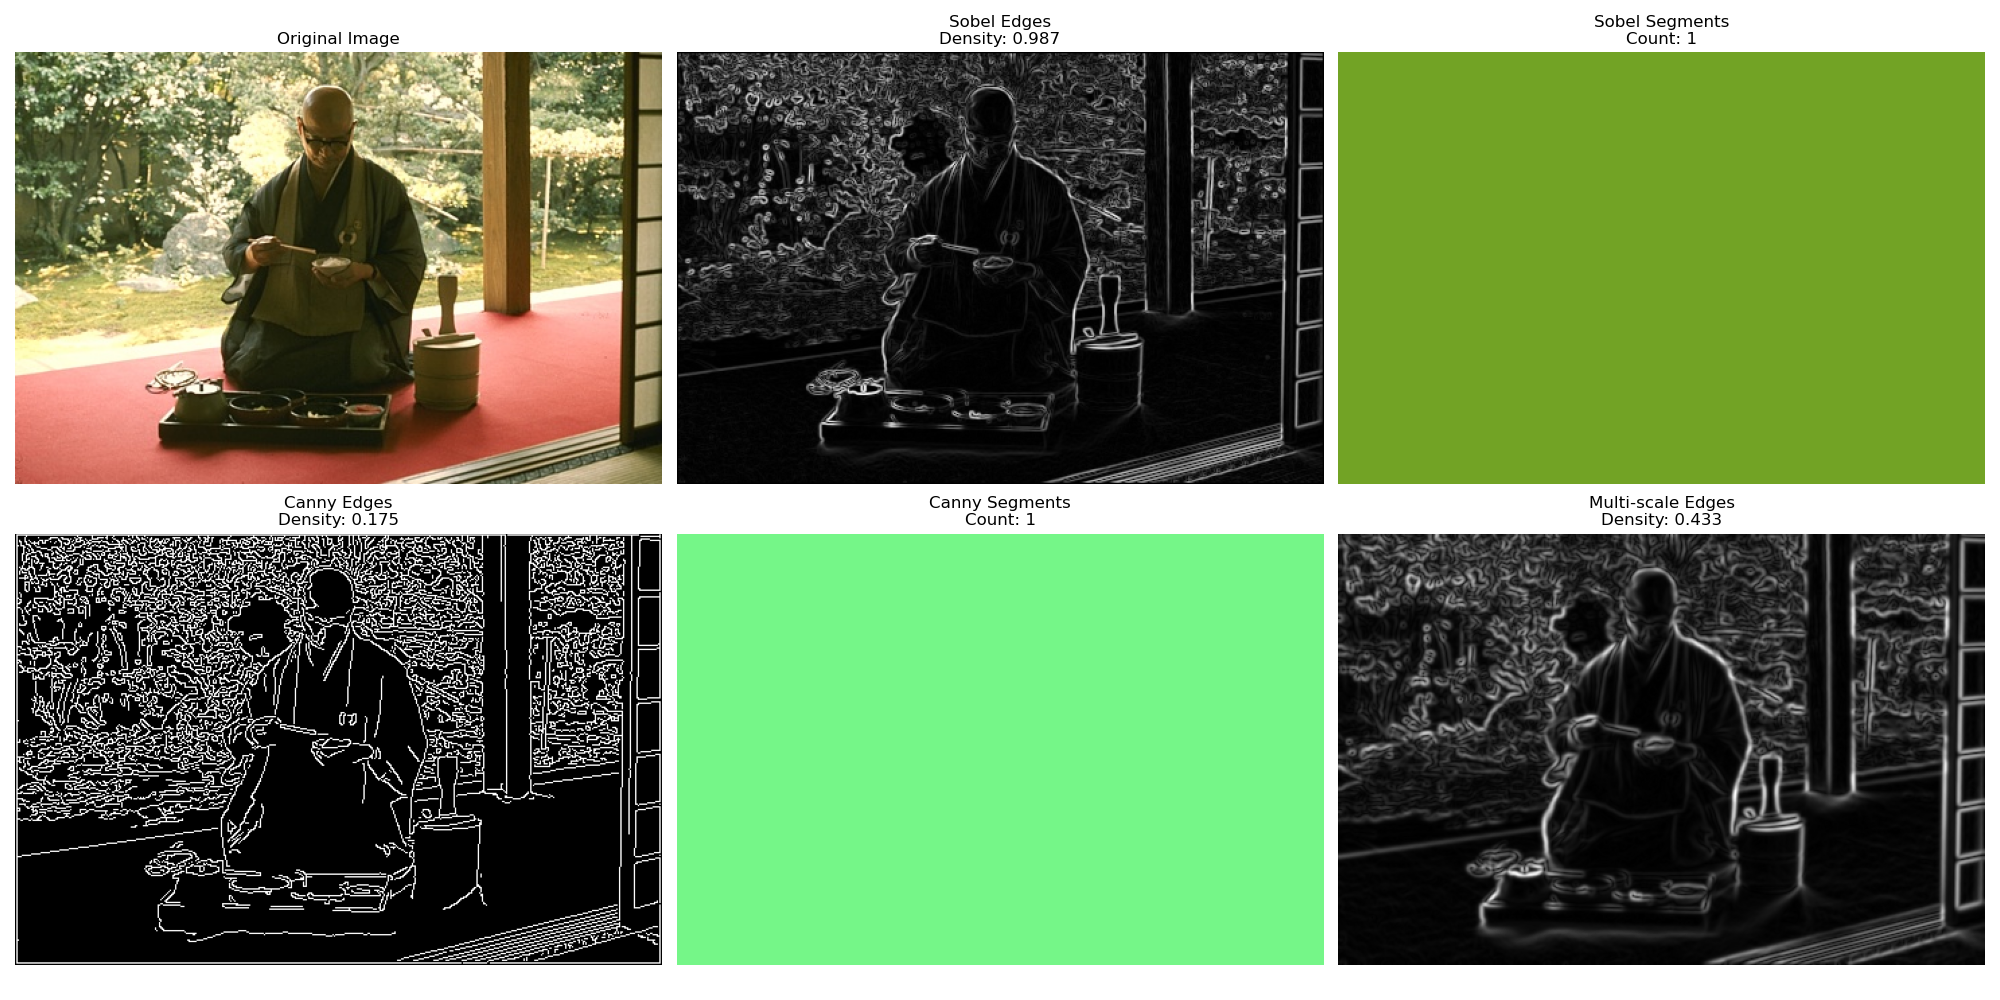 Original Image
Sobel Edges
Density: 0.987
Sobel Segments
Count: 1
Canny Edges
Density: 0.175
Canny Segments
Count: 1
Multi-scale Edges
Density: 0.433